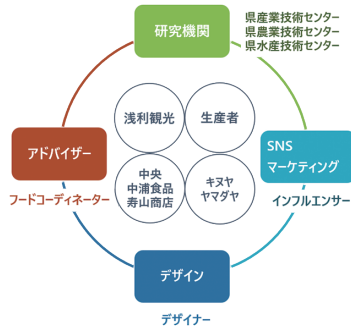 研究機関
県産業技術センター
県農業技術センター
県水産技術センター
浅利観光
生産者
アドバイザー
フードコーディネーター
SNS
マーケティング
インフルエンサー
中央
中浦食品
寿山商店
キヌヤ
ヤマダヤ
デザイン
デザイナー